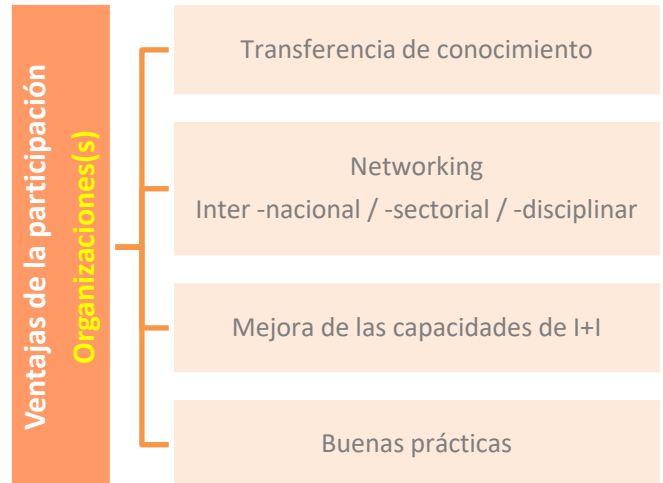 Ventajas de la participación
Organizaciones(s)
Transferencia de conocimiento
Networking
Inter -nacional / -sectorial / -disciplinar
Mejora de las capacidades de I+I
Buenas prácticas